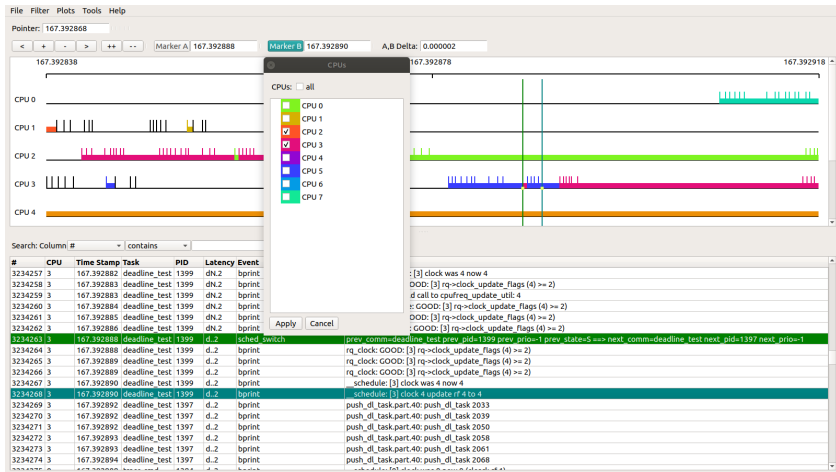 File Filter Plots Tools Help
Pointer: 167.392868
< + - > ++ -- Marker A 167.392888 Marker B 167.392890 A,B Delta: 0.000002
167.392838 167.392878 167.392918
CPUs
CPUs: all
CPU 0
CPU 1
CPU 2
CPU 3
CPU 4
CPU 5
CPU 6
CPU 7
Apply Cancel
CPU 0
CPU 1
CPU 2
CPU 3
CPU 4
Search: Column # contains
# CPU Time Stamp Task PID Latency Event
3234257 3 167.392882 deadline_test 1399 dN.2 bprint : [3] clock was 4 now 4
3234258 3 167.392883 deadline_test 1399 dN.2 bprint OOD: [3] rq->clock_update_flags (4) >= 2)
3234259 3 167.392883 deadline_test 1399 dN.2 bprint d call to cpufreq_update_util: 4
3234260 3 167.392884 deadline_test 1399 dN.2 bprint : GOOD: [3] rq->clock_update_flags (4) >= 2)
3234261 3 167.392885 deadline_test 1399 dN.2 bprint OOD: [3] rq->clock_update_flags (4) >= 2)
3234262 3 167.392886 deadline_test 1399 dN.2 bprint : GOOD: [3] rq->clock_update_flags (4) >= 2)
3234263 3 167.392888 deadline_test 1399 d..2 sched_switch prev_comm=deadline_test prev_pid=1399 prev_prio=-1 prev_state=S ==> next_comm=deadline_test next_pid=1397 next_prio=-1
3234264 3 167.392888 deadline_test 1399 d..2 bprint rq_clock: GOOD: [3] rq->clock_update_flags (4) >= 2)
3234265 3 167.392889 deadline_test 1399 d..2 bprint rq_clock: GOOD: [3] rq->clock_update_flags (4) >= 2)
3234266 3 167.392889 deadline_test 1399 d..2 bprint rq_clock: GOOD: [3] rq->clock_update_flags (4) >= 2)
3234267 3 167.392890 deadline_test 1399 d..2 bprint __schedule: [3] clock was 4 now 4
3234268 3 167.392890 deadline_test 1399 d..2 bprint __schedule: [3] clock 4 update rf 4 to 4
3234269 3 167.392892 deadline_test 1397 d..2 bprint push_dl_task.part.40: push_dl_task 2033
3234270 3 167.392892 deadline_test 1397 d..2 bprint push_dl_task.part.40: push_dl_task 2039
3234271 3 167.392892 deadline_test 1397 d..2 bprint push_dl_task.part.40: push_dl_task 2050
3234272 3 167.392893 deadline_test 1397 d..2 bprint push_dl_task.part.40: push_dl_task 2058
3234273 3 167.392893 deadline_test 1397 d..2 bprint push_dl_task.part.40: push_dl_task 2061
3234274 3 167.392894 deadline_test 1397 d..2 bprint push_dl_task.part.40: push_dl_task 2068